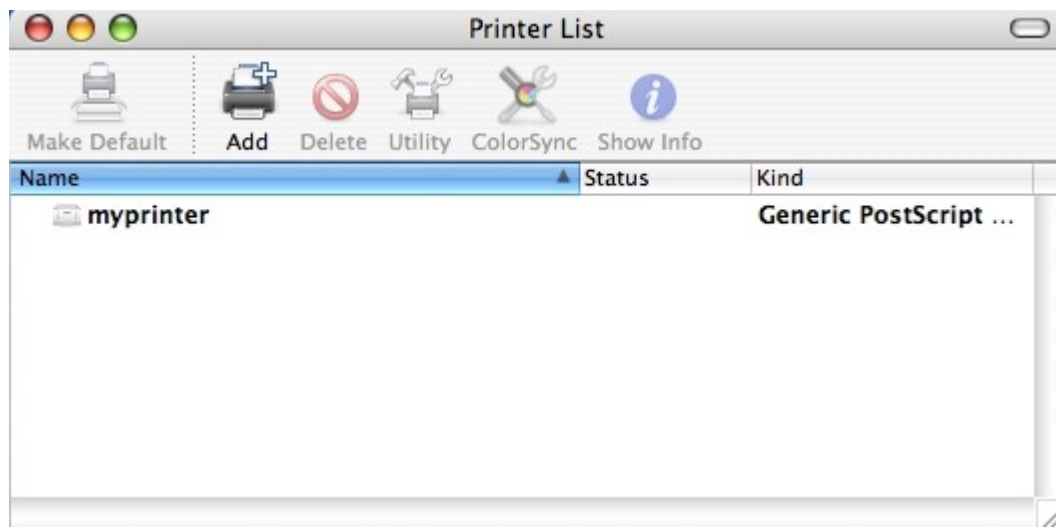 Printer List
Make Default Add Delete Utility ColorSync Show Info
Name Status Kind
myprinter Generic PostScript ...